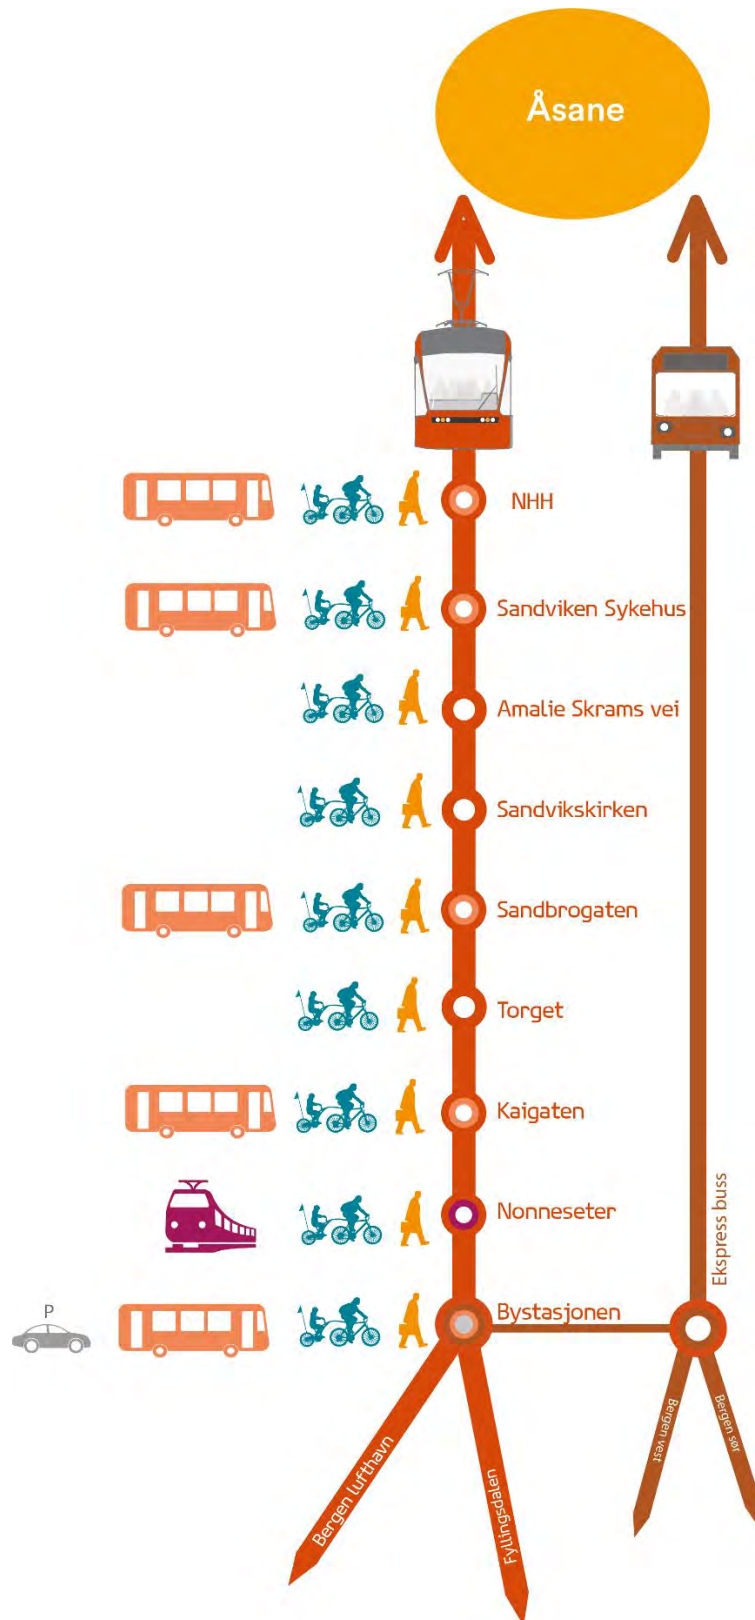 Åsane
NHH
Sandviken Sykehus
Amalie Skrams vei
Sandvikskirken
Sandbrogaten
Torget
Kaigaten
Nonneseter
Ekspress buss
P
Bystasjonen
Bergen lufthavn
Fyllingsdalen
Bergen vest
Bergen sør